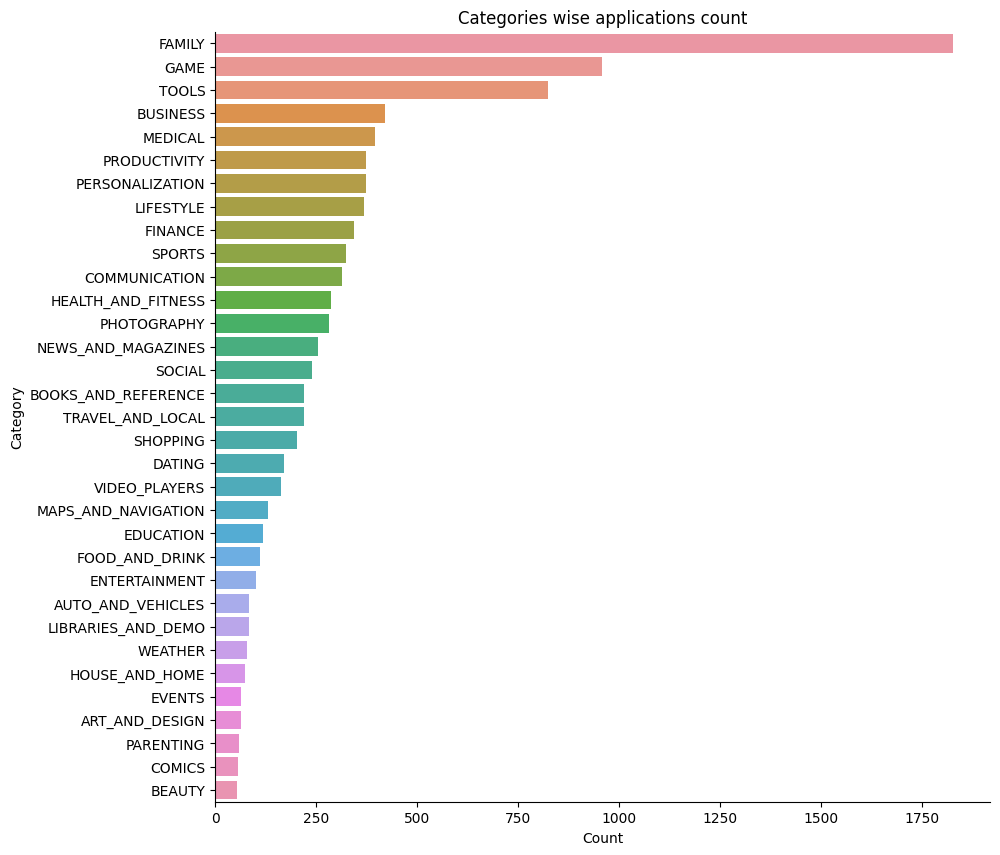 Categories wise applications count
Category
FAMILY
GAME
TOOLS
BUSINESS
MEDICAL
PRODUCTIVITY
PERSONALIZATION
LIFESTYLE
FINANCE
SPORTS
COMMUNICATION
HEALTH_AND_FITNESS
PHOTOGRAPHY
NEWS_AND_MAGAZINES
SOCIAL
BOOKS_AND_REFERENCE
TRAVEL_AND_LOCAL
SHOPPING
DATING
VIDEO_PLAYERS
MAPS_AND_NAVIGATION
EDUCATION
FOOD_AND_DRINK
ENTERTAINMENT
AUTO_AND_VEHICLES
LIBRARIES_AND_DEMO
WEATHER
HOUSE_AND_HOME
EVENTS
ART_AND_DESIGN
PARENTING
COMICS
BEAUTY
0 250 500 750 1000 1250 1500 1750
Count